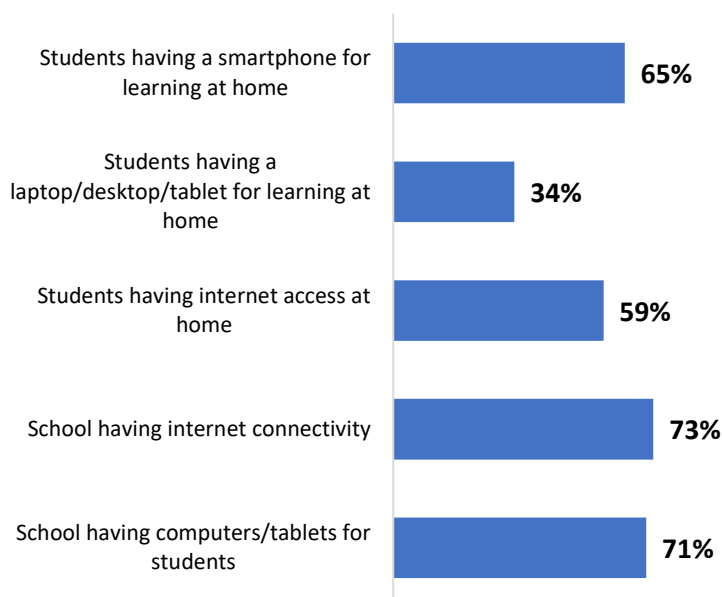 Students having a smartphone for
learning at home
65%
Students having a
laptop/desktop/tablet for learning at
home
34%
Students having internet access at
home
59%
School having internet connectivity
73%
School having computers/tablets for
students
71%